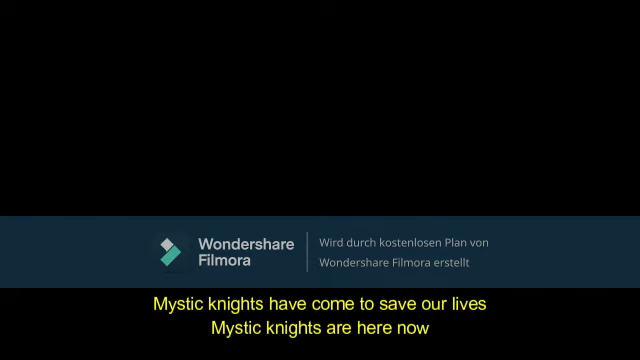 Wondershare
Filmora
Wird durch kostenlosen Plan von
Wondershare Filmora erstellt
Mystic knights have come to save our lives
Mystic knights are here now